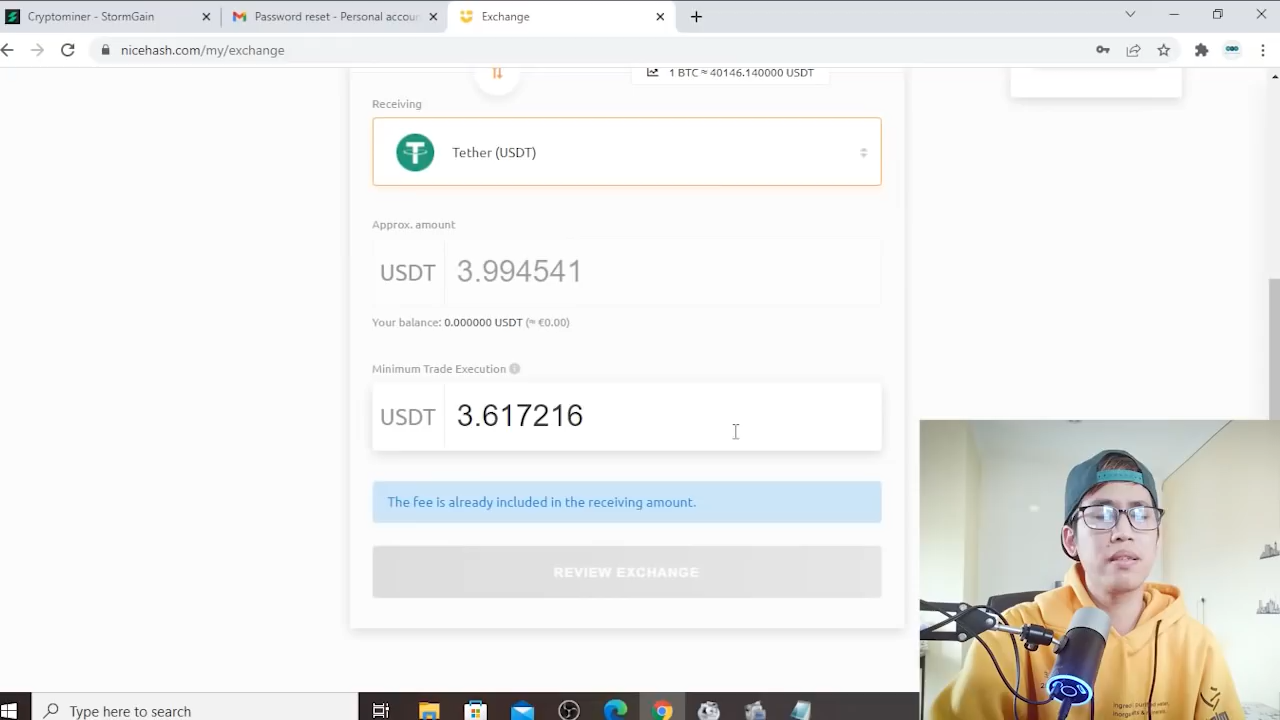 Cryptominer - StormGain
Password reset - Personal accour
Exchange
nicehash.com/my/exchange
1 BTC ≈ 40146.140000 USDT
Receiving
Tether (USDT)
Approx. amount
USDT 3.994541
Your balance: 0.000000 USDT (≈ €0.00)
Minimum Trade Execution
USDT 3.617216
The fee is already included in the receiving amount.
REVIEW EXCHANGE
Type here to search